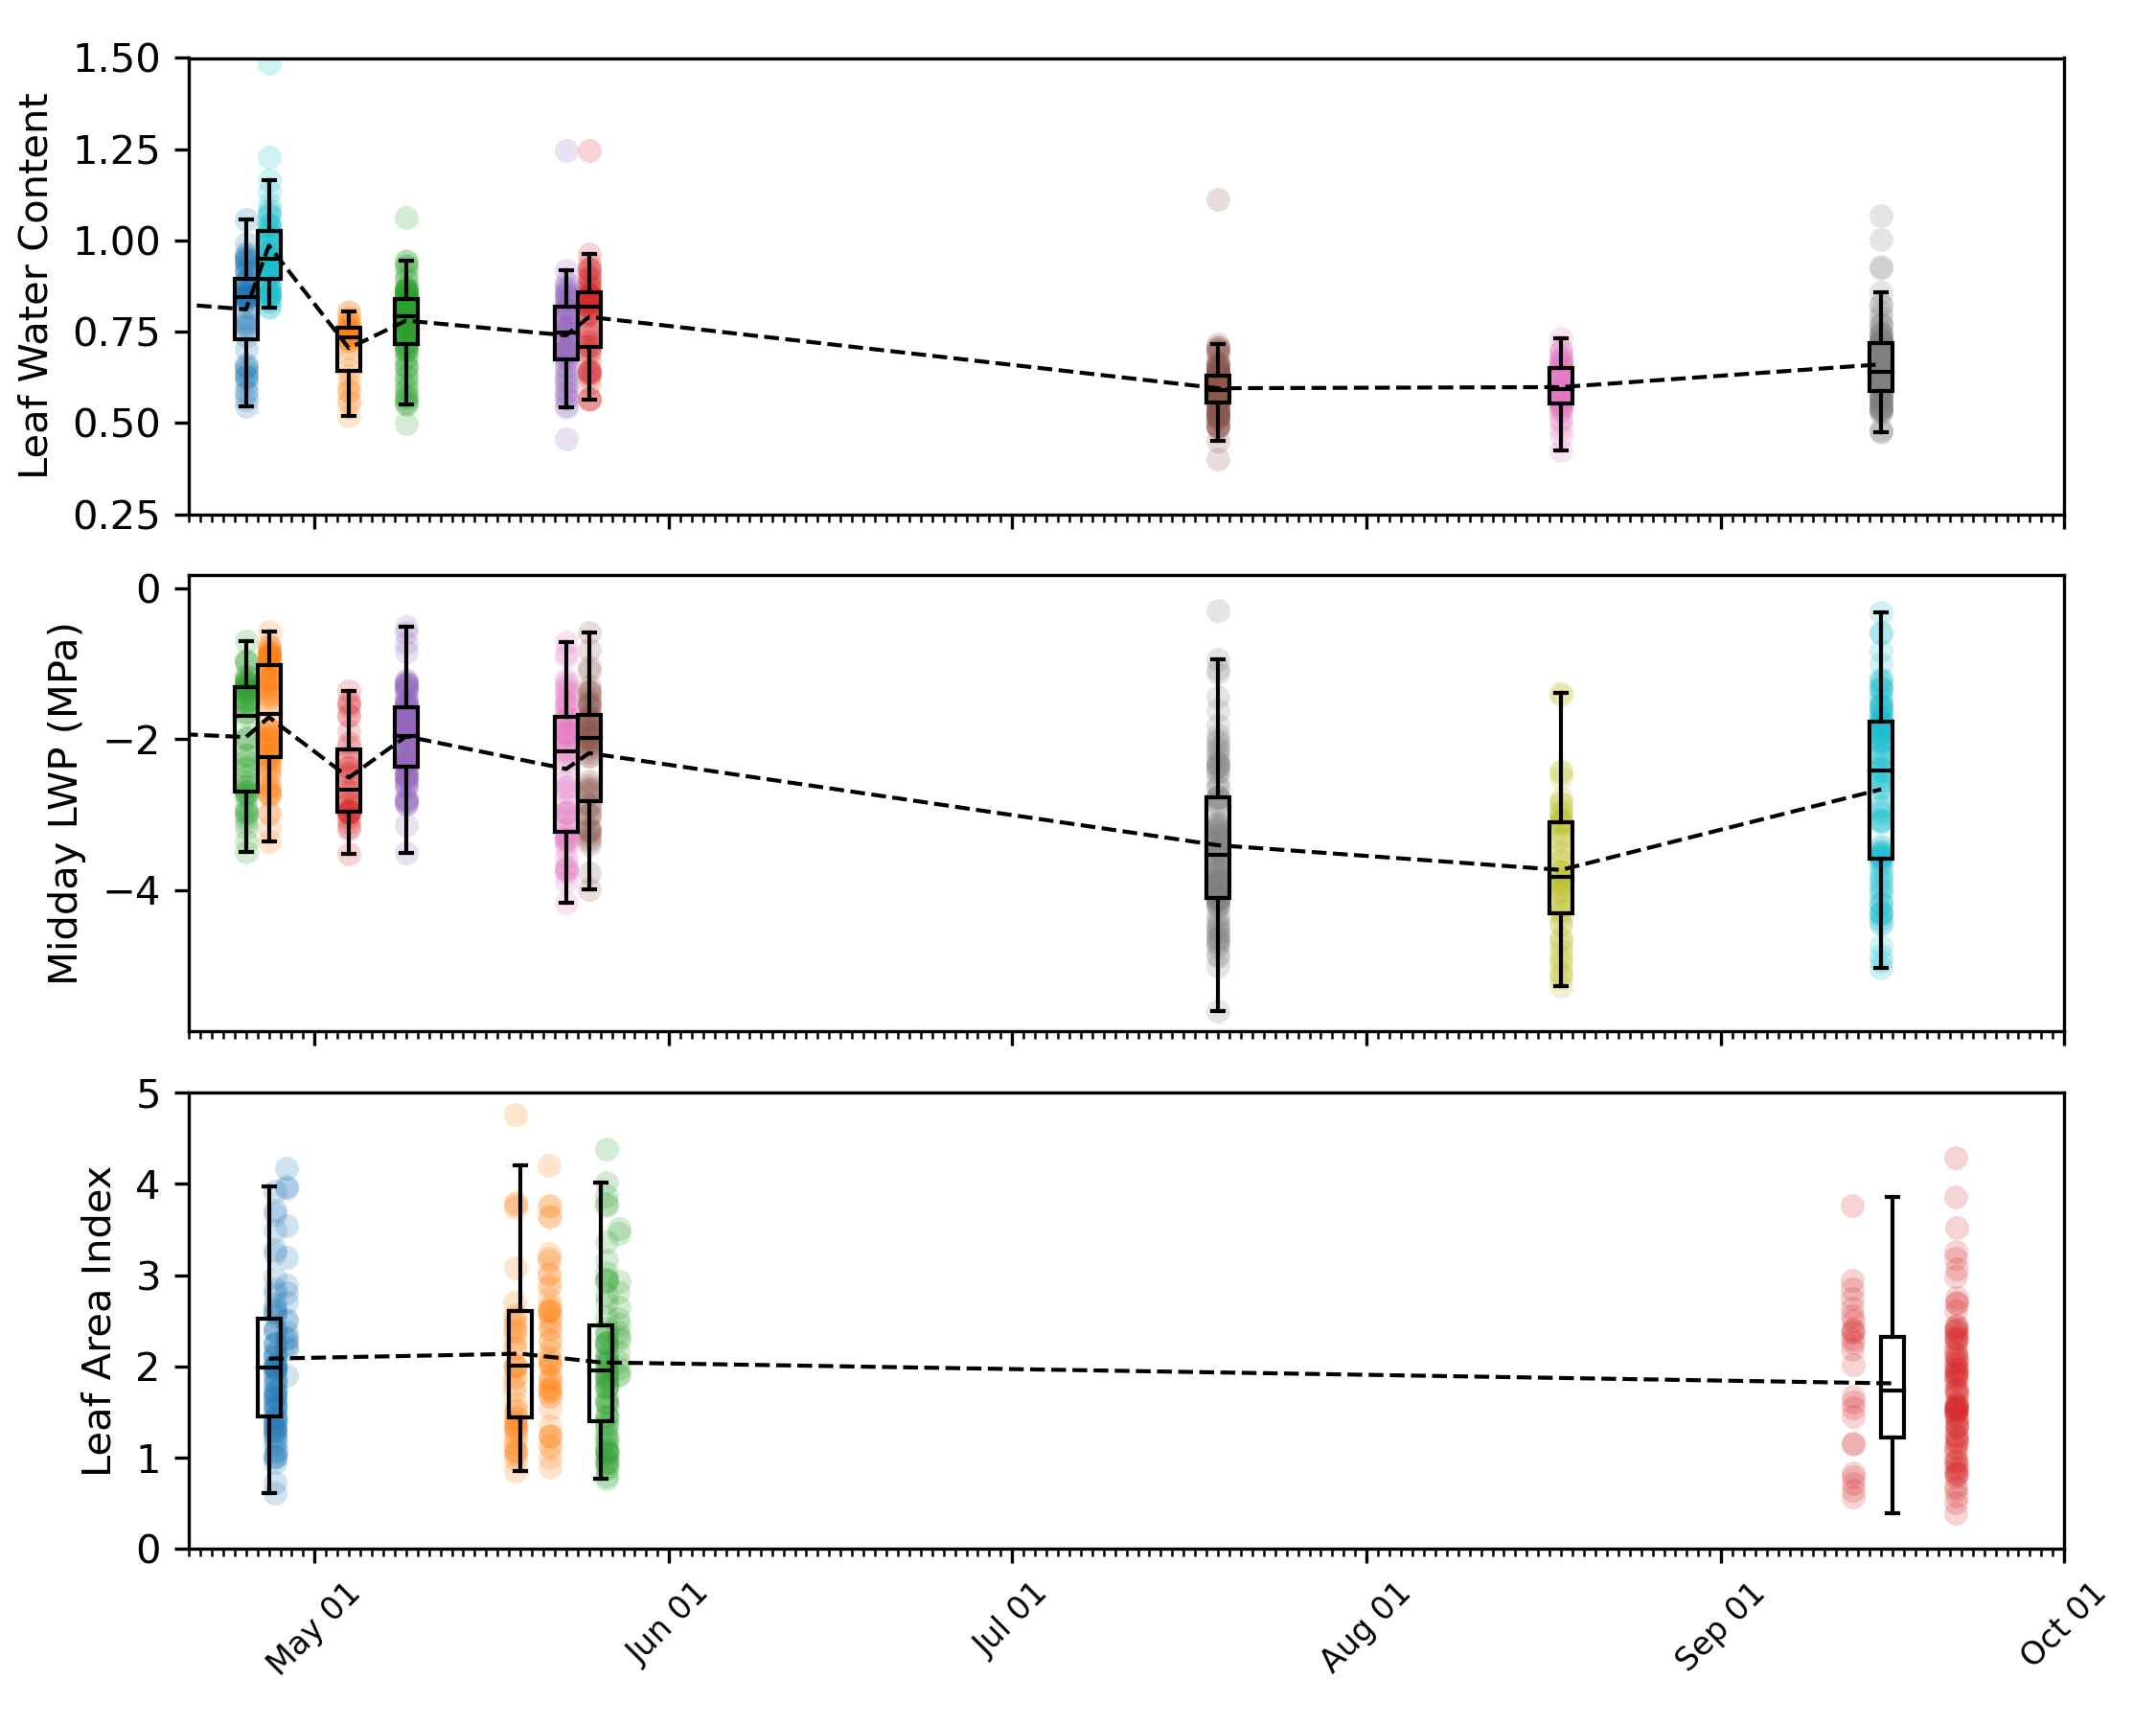 Leaf Water Content
1.50
1.25
1.00
0.75
0.50
0.25
Midday LWP (MPa)
0
−2
−4
Leaf Area Index
5
4
3
2
1
0
May 01
Jun 01
Jul 01
Aug 01
Sep 01
Oct 01